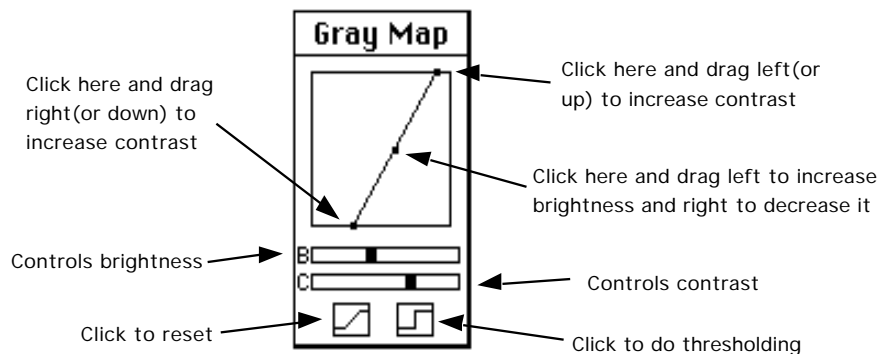 Gray Map
Click here and drag
right(or down) to
increase contrast
Click here and drag left(or
up) to increase contrast
Click here and drag left to increase
brightness and right to decrease it
Controls brightness
B
C
Controls contrast
Click to reset
Click to do thresholding